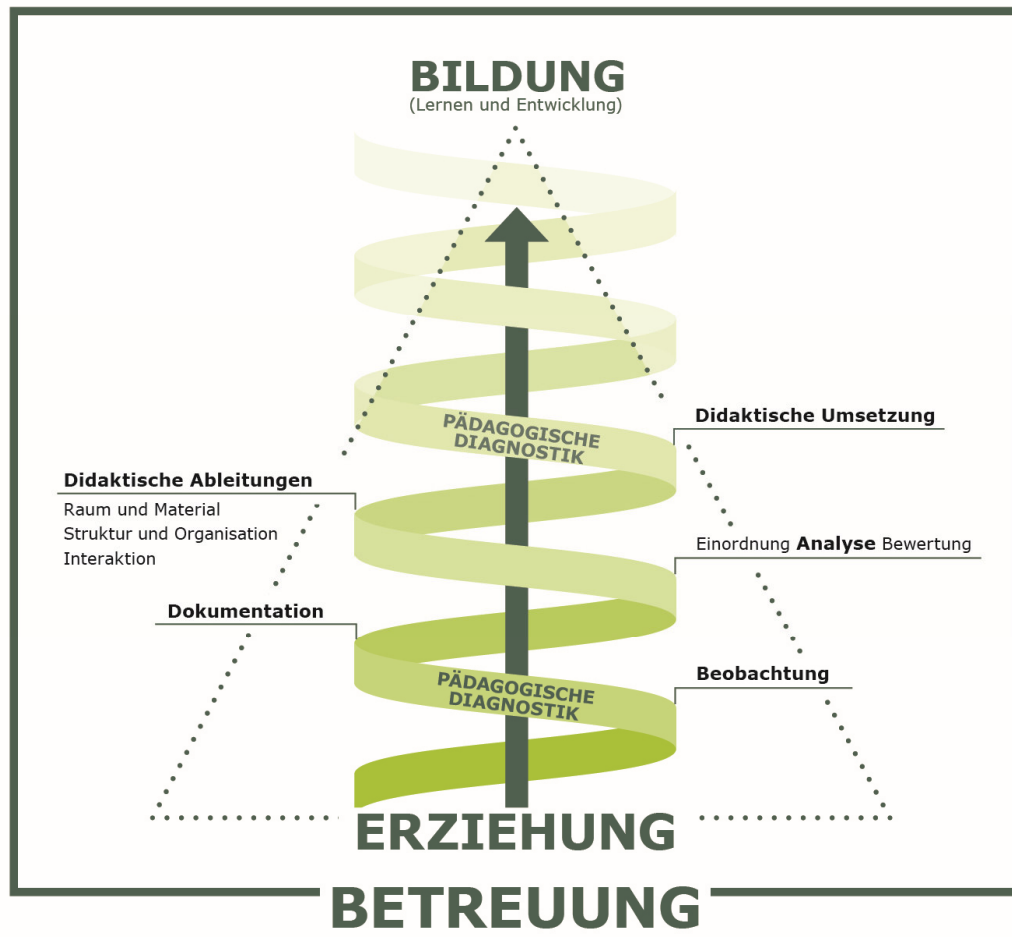 BILDUNG
(Lernen und Entwicklung)
PÄDAGOGISCHE
DIAGNOSTIK
Didaktische Umsetzung
Didaktische Ableitungen
Raum und Material
Struktur und Organisation
Interaktion
Einordnung Analyse Bewertung
Dokumentation
Beobachtung
PÄDAGOGISCHE
DIAGNOSTIK
ERZIEHUNG
BETREUUNG